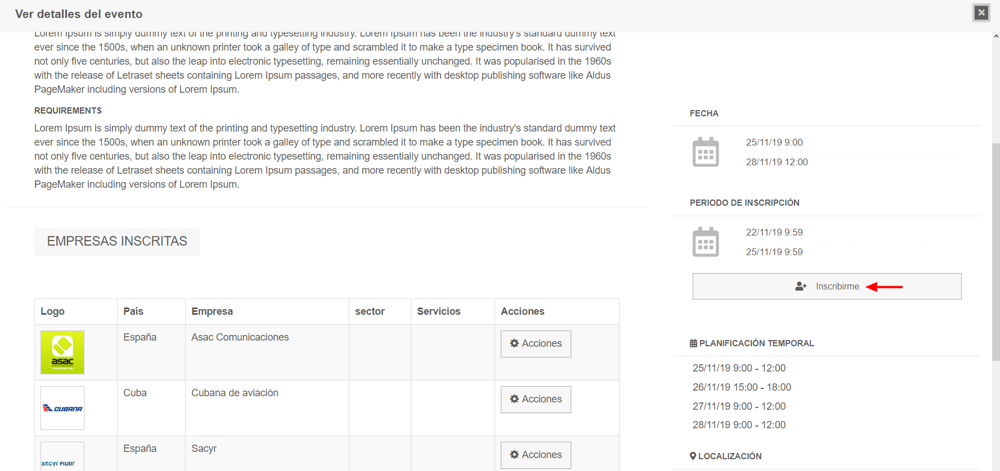 Ver detalles del evento
Lorem Ipsum is simply dummy text of the printing and typesetting industry. Lorem Ipsum has been the industry's standard dummy text
ever since the 1500s, when an unknown printer took a galley of type and scrambled it to make a type specimen book. It has survived
not only five centuries, but also the leap into electronic typesetting, remaining essentially unchanged. It was popularised in the 1960s
with the release of Letraset sheets containing Lorem Ipsum passages, and more recently with desktop publishing software like Aldus
PageMaker including versions of Lorem Ipsum.
REQUIREMENTS
Lorem Ipsum is simply dummy text of the printing and typesetting industry. Lorem Ipsum has been the industry's standard dummy text
ever since the 1500s, when an unknown printer took a galley of type and scrambled it to make a type specimen book. It has survived
not only five centuries, but also the leap into electronic typesetting, remaining essentially unchanged. It was popularised in the 1960s
with the release of Letraset sheets containing Lorem Ipsum passages, and more recently with desktop publishing software like Aldus
PageMaker including versions of Lorem Ipsum.
EMPRESAS INSCRITAS
Logo País Empresa sector Servicios Acciones
asac
comunicaciones
www.asac.as
España Asac Comunicaciones Acciones
CUBANA
Cuba Cubana de aviación Acciones
sacyr FLUOR
España Sacyr Acciones
FECHA
25/11/19 9:00
28/11/19 12:00
PERIODO DE INSCRIPCIÓN
22/11/19 9:59
25/11/19 9:59
Inscribirme
PLANIFICACIÓN TEMPORAL
25/11/19 9:00 - 12:00
26/11/19 15:00 - 18:00
27/11/19 9:00 - 12:00
28/11/19 9:00 - 12:00
LOCALIZACIÓN